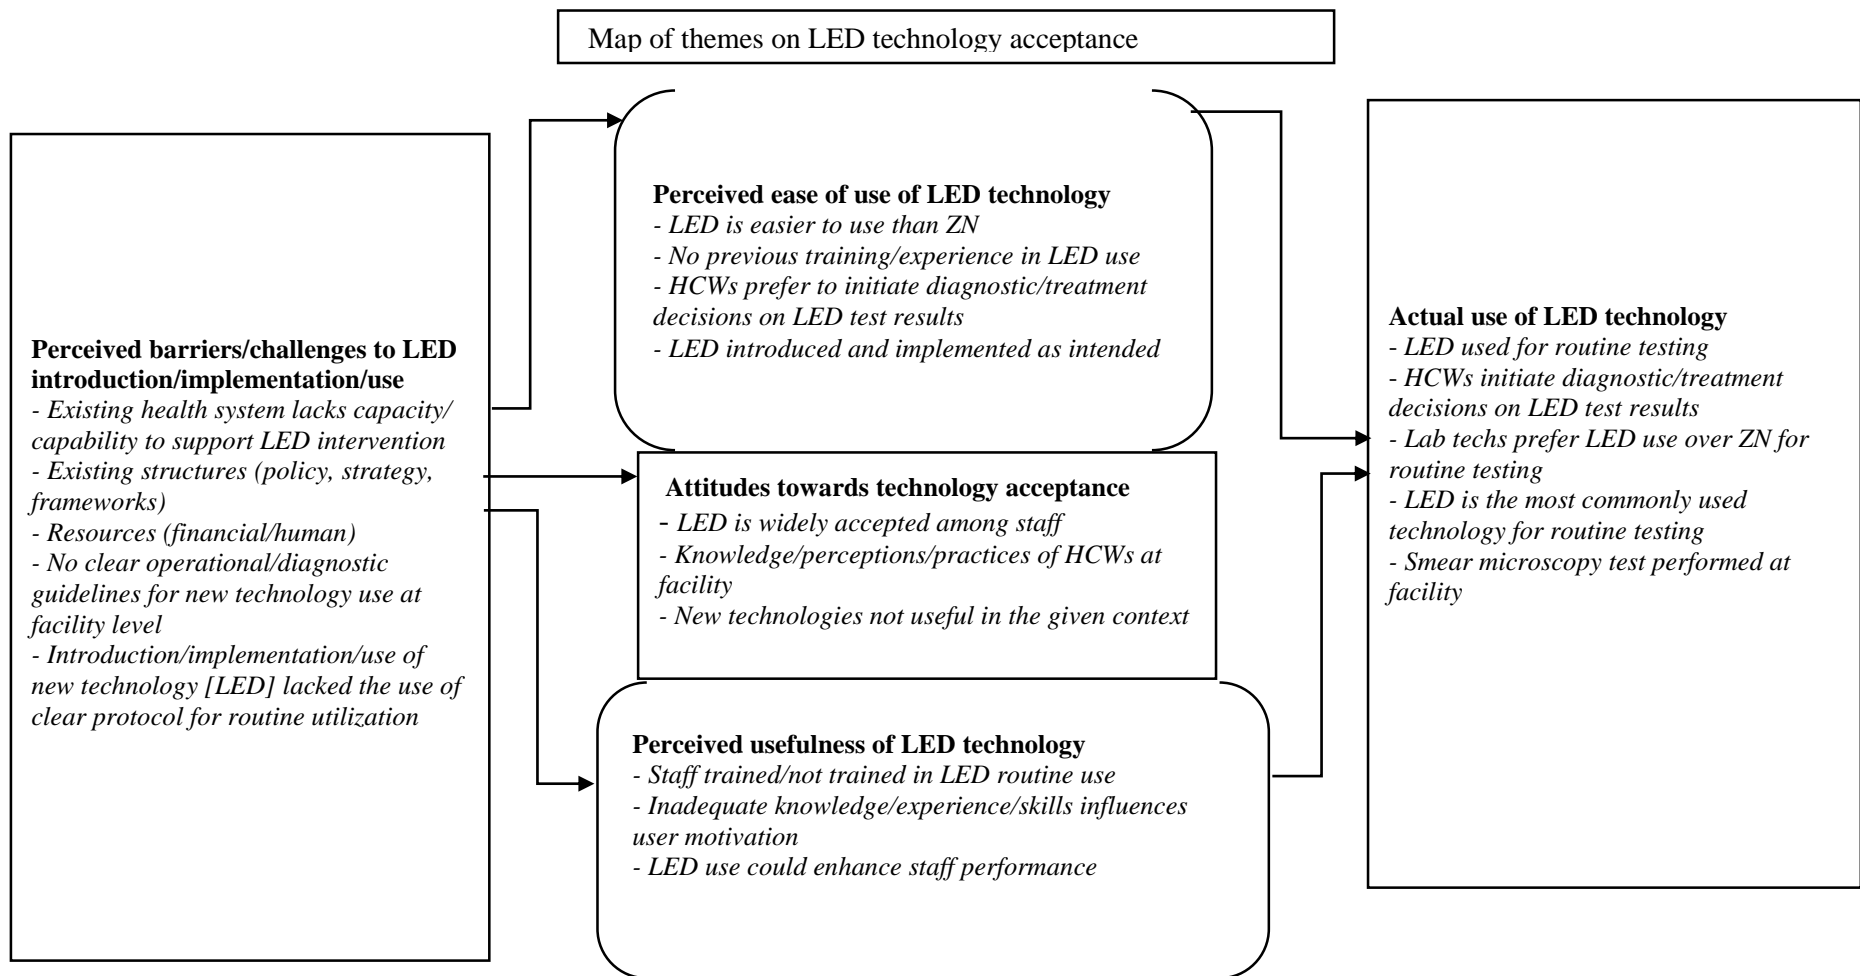 Map of themes on LED technology acceptance
Perceived barriers/challenges to LED
introduction/implementation/use
- Existing health system lacks capacity/
capability to support LED intervention
- Existing structures (policy, strategy,
frameworks)
- Resources (financial/human)
- No clear operational/diagnostic
guidelines for new technology use at
facility level
- Introduction/implementation/use of
new technology [LED] lacked the use of
clear protocol for routine utilization
Perceived ease of use of LED technology
- LED is easier to use than ZN
- No previous training/experience in LED use
- HCWs prefer to initiate diagnostic/treatment
decisions on LED test results
- LED introduced and implemented as intended
Attitudes towards technology acceptance
- LED is widely accepted among staff
- Knowledge/perceptions/practices of HCWs at
facility
- New technologies not useful in the given context
Perceived usefulness of LED technology
- Staff trained/not trained in LED routine use
- Inadequate knowledge/experience/skills influences
user motivation
- LED use could enhance staff performance
Actual use of LED technology
- LED used for routine testing
- HCWs initiate diagnostic/treatment
decisions on LED test results
- Lab techs prefer LED use over ZN for
routine testing
- LED is the most commonly used
technology for routine testing
- Smear microscopy test performed at
facility